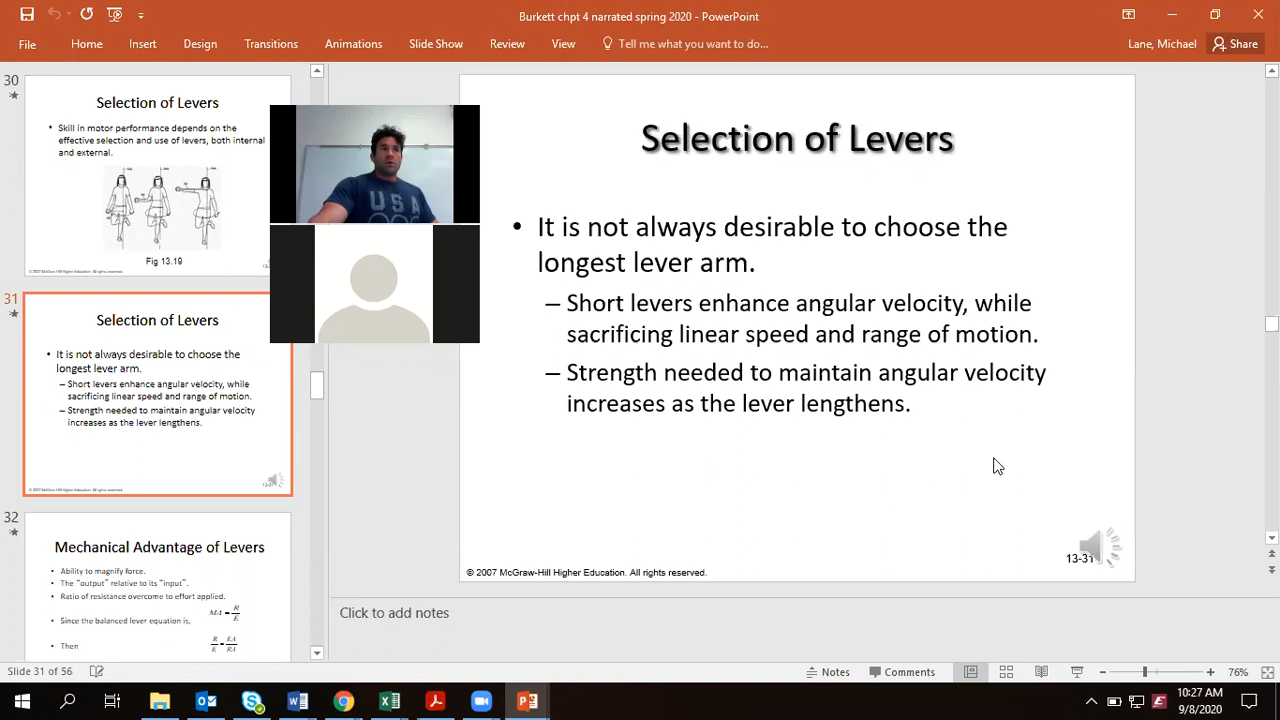 Burkett chpt 4 narrated spring 2020 - PowerPoint
File Home Insert Design Transitions Animations Slide Show Review View Tell me what you want to do... Lane, Michael Share
30
Selection of Levers
• Skill in motor performance depends on the
effective selection and use of levers, both internal
and external.
Fig 13.19
31
Selection of Levers
• It is not always desirable to choose the
longest lever arm.
– Short levers enhance angular velocity, while
sacrificing linear speed and range of motion.
– Strength needed to maintain angular velocity
increases as the lever lengthens.
32
Mechanical Advantage of Levers
• Ability to magnify force.
• The "output" relative to its "input".
• Ratio of resistance overcome to effort applied.
• Since the balanced lever equation is,
• Then
USA
Selection of Levers
• It is not always desirable to choose the
longest lever arm.
– Short levers enhance angular velocity, while
sacrificing linear speed and range of motion.
– Strength needed to maintain angular velocity
increases as the lever lengthens.
13-31
© 2007 McGraw-Hill Higher Education. All rights reserved.
Click to add notes
Slide 31 of 56 Notes Comments 76%
10:27 AM
9/8/2020